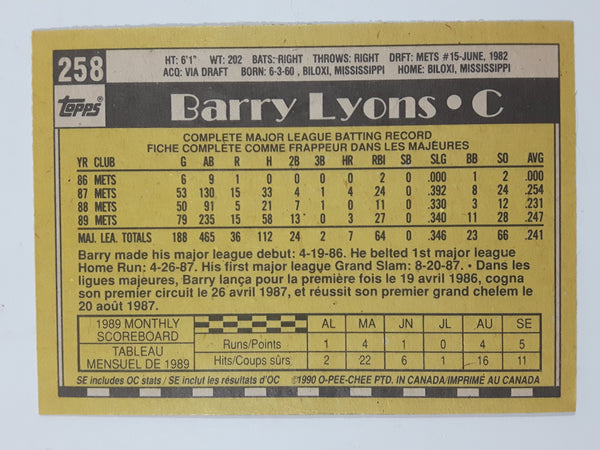 258
HT: 6'1" WT: 202 BATS: RIGHT THROWS: RIGHT DRFT: METS #15-JUNE, 1982
ACQ: VIA DRAFT BORN: 6-3-60, BILOXI, MISSISSIPPI HOME: BILOXI, MISSISSIPPI
Topps
Barry Lyons • C
COMPLETE MAJOR LEAGUE BATTING RECORD
FICHE COMPLÈTE COMME FRAPPEUR DANS LES MAJEURES
YR CLUB G AB R H 2B 3B HR RBI SB SLG BB SO AVG
86 METS 6 9 1 0 0 0 0 2 0 .000 1 2 .000
87 METS 53 130 15 33 4 1 4 24 0 .392 8 24 .254
88 METS 50 91 5 21 7 1 0 11 0 .330 3 12 .231
89 METS 79 235 15 58 13 0 3 27 0 .340 11 28 .247
MAJ. LEA. TOTALS 188 465 36 112 24 2 7 64 0 .346 23 66 .241
Barry made his major league debut: 4-19-86. He belted 1st major league
Home Run: 4-26-87. His first major league Grand Slam: 8-20-87. • Dans les
ligues majeures, Barry lança pour la première fois le 19 avril 1986, cogna
son premier circuit le 26 avril 1987, et réussit son premier grand chelem le
20 août 1987.
1989 MONTHLY
SCOREBOARD
TABLEAU
MENSUEL DE 1989
AL MA JN JL AU SE
Runs/Points 1 4 1 0 4 5
Hits/Coups sûrs 2 22 6 1 16 11
SE includes OC stats / SE inclut les résultats d'OC ©1990 O-PEE-CHEE PTD. IN CANADA/IMPRIMÉ AU CANADA